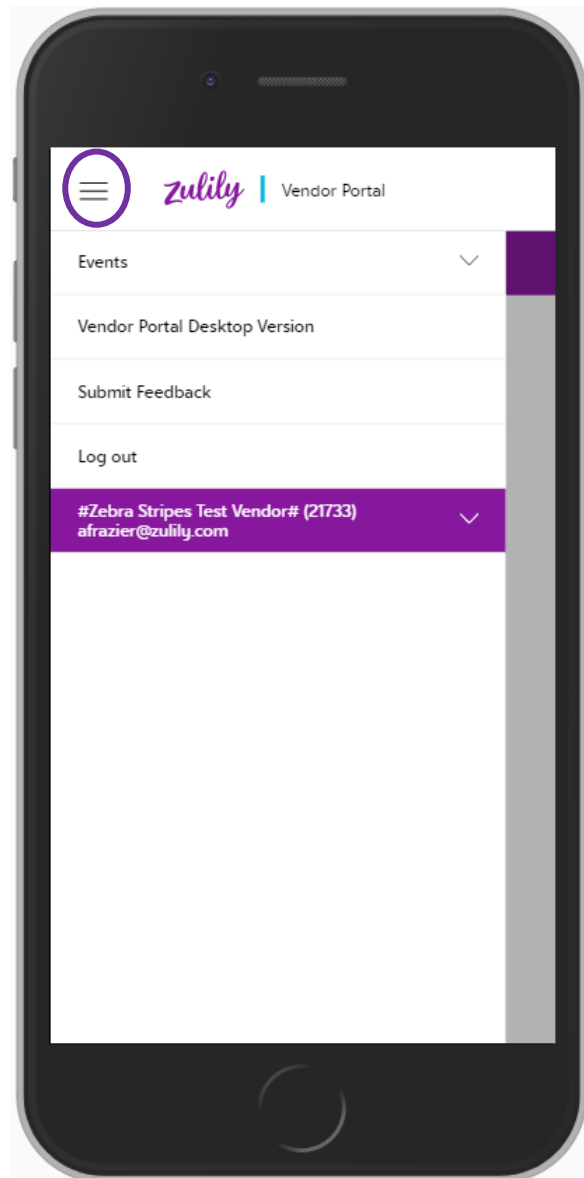 zulily | Vendor Portal
Events
Vendor Portal Desktop Version
Submit Feedback
Log out
#Zebra Stripes Test Vendor# (21733)
afrazier@zulily.com